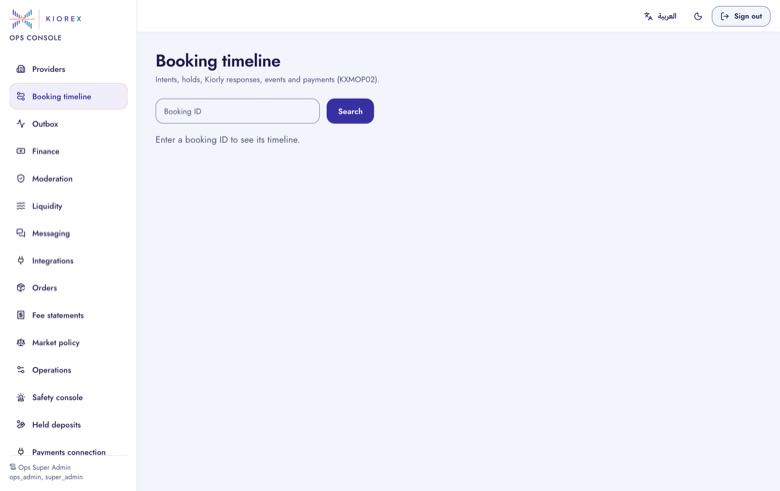 KIOREX
OPS CONSOLE
Providers
Booking timeline
Outbox
Finance
Moderation
Liquidity
Messaging
Integrations
Orders
Fee statements
Market policy
Operations
Safety console
Held deposits
Payments connection
Ops Super Admin
ops_admin, super_admin
العربية
Sign out
Booking timeline
Intents, holds, Kiorly responses, events and payments (KXMOP02).
Booking ID
Search
Enter a booking ID to see its timeline.